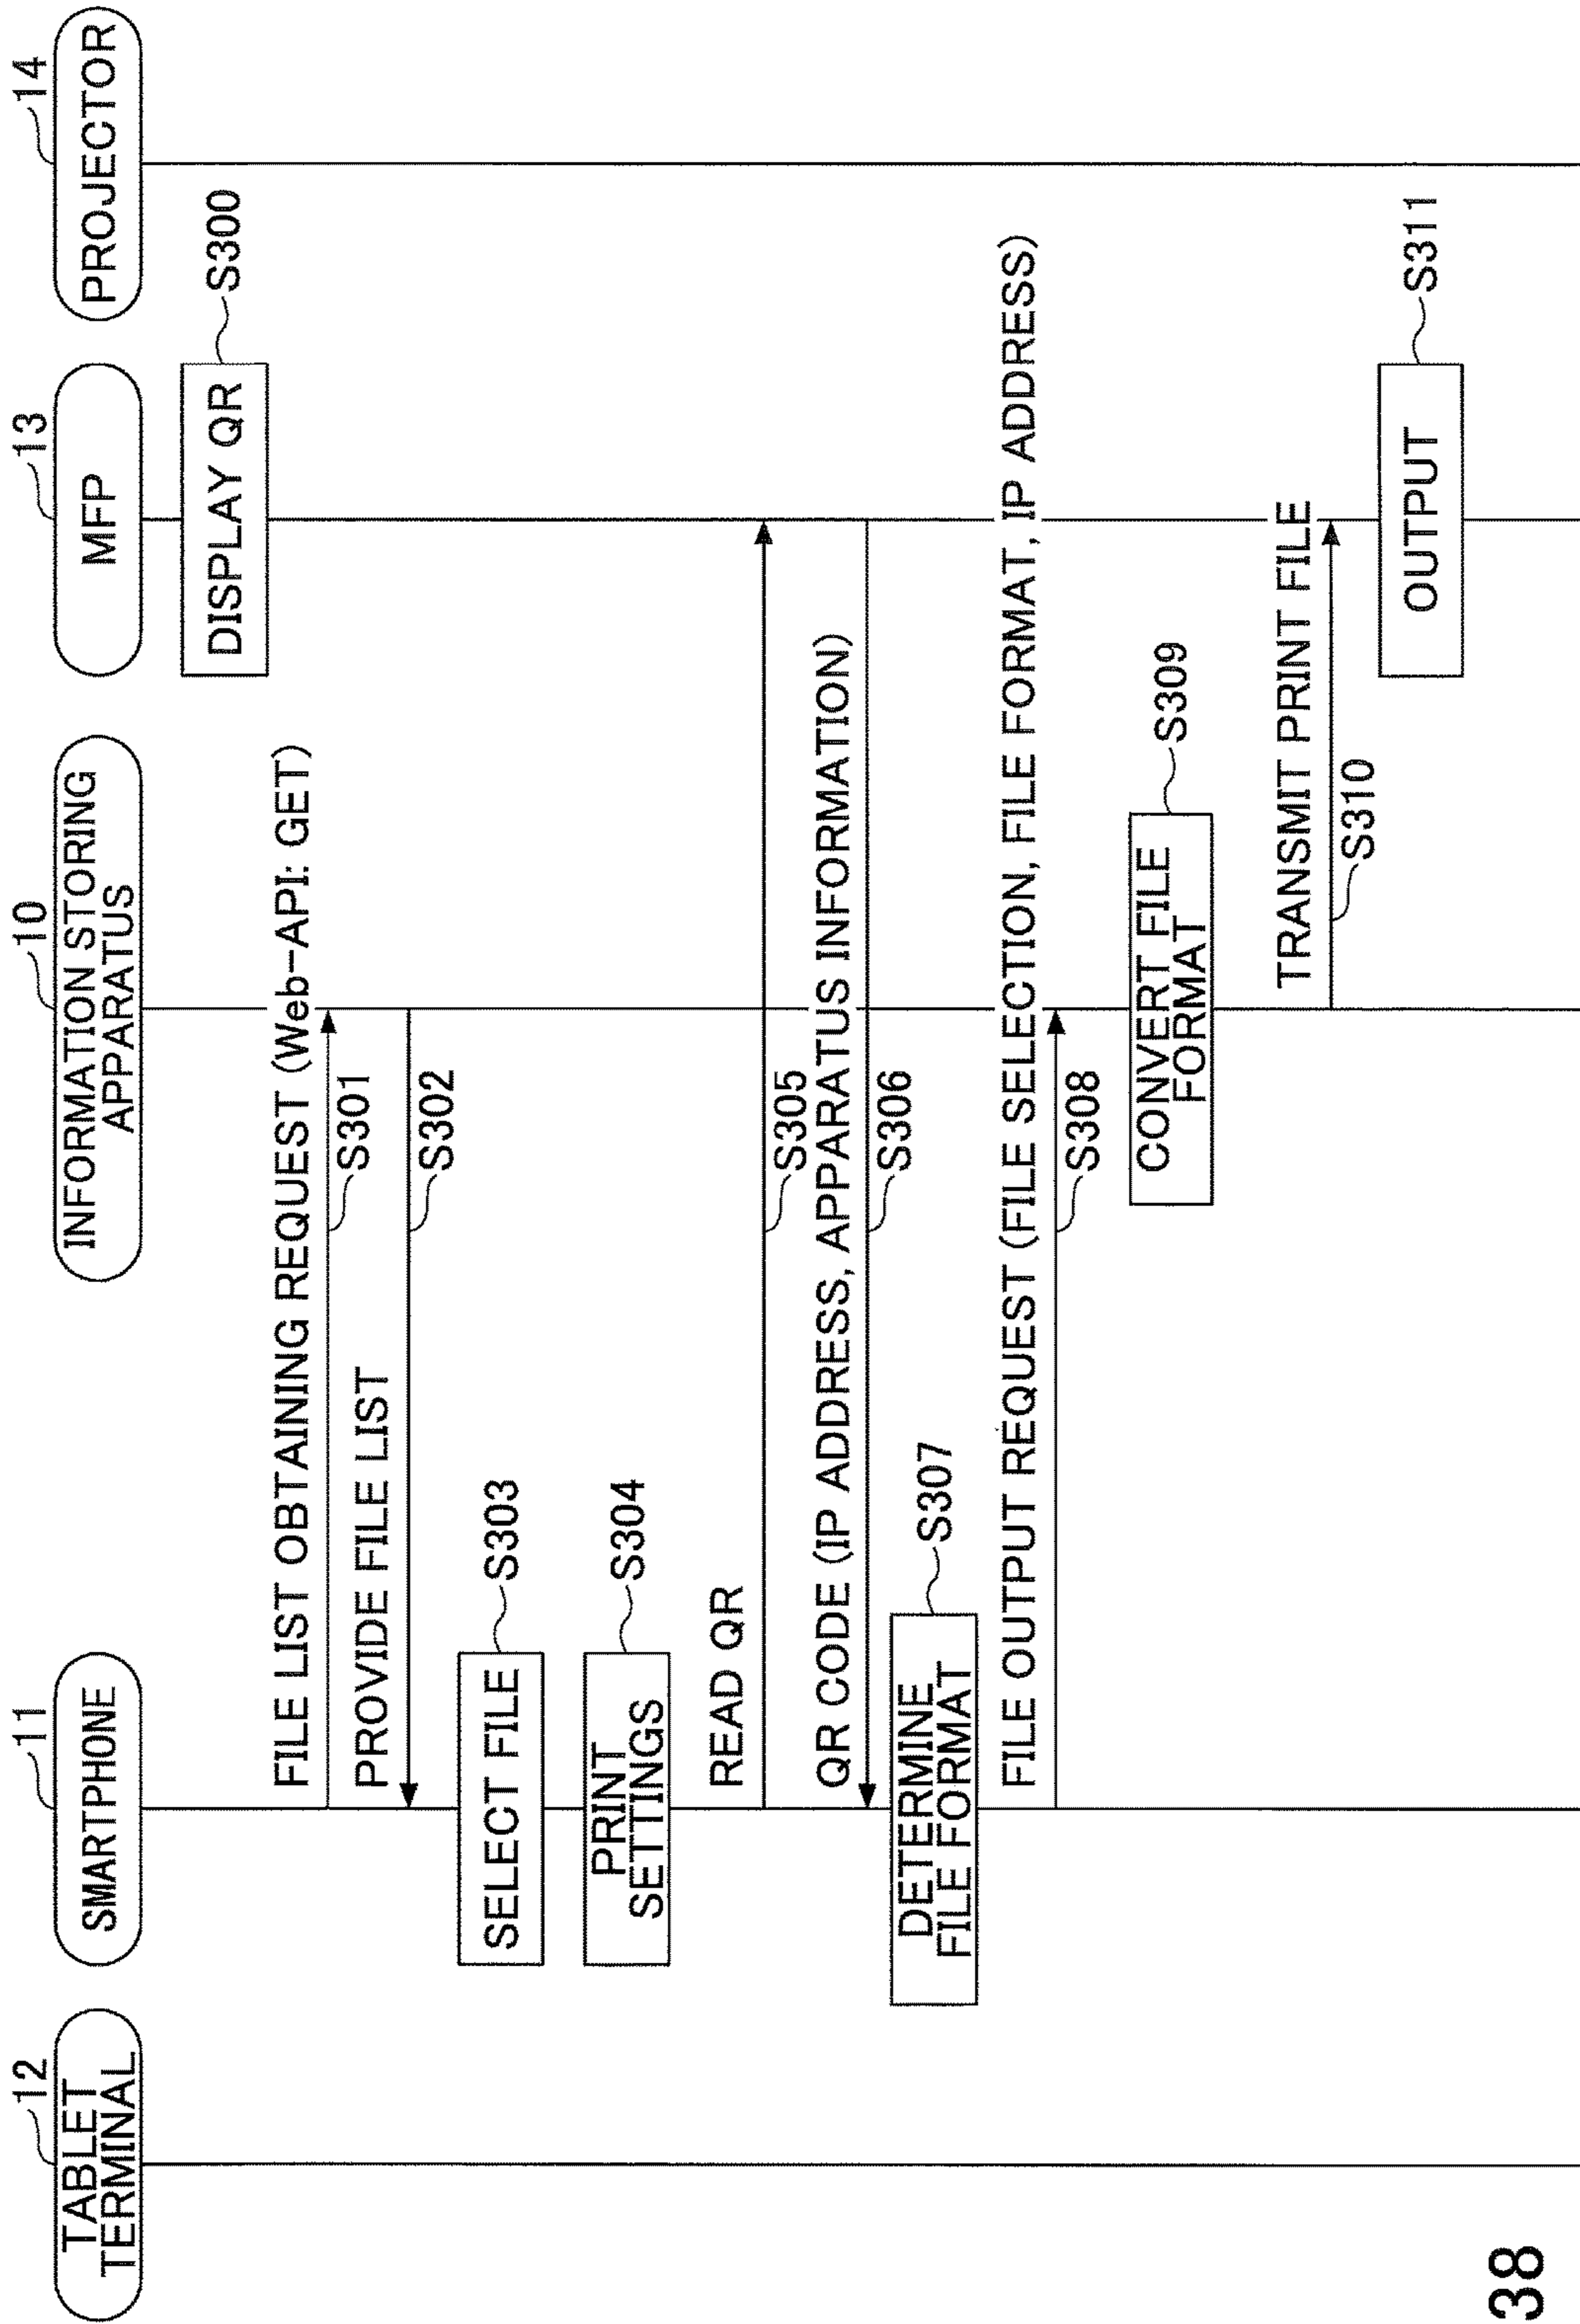 12
TABLET
TERMINAL
11
SMARTPHONE
10
INFORMATION STORING
APPARATUS
13
MFP
14
PROJECTOR
DISPLAY QR
S300
FILE LIST OBTAINING REQUEST (Web-API: GET)
S301
PROVIDE FILE LIST
S302
SELECT FILE
S303
PRINT
SETTINGS
S304
READ QR
S305
QR CODE (IP ADDRESS, APPARATUS INFORMATION)
S306
DETERMINE
FILE FORMAT
S307
FILE OUTPUT REQUEST (FILE SELECTION, FILE FORMAT, IP ADDRESS)
S308
CONVERT FILE
FORMAT
S309
TRANSMIT PRINT FILE
S310
OUTPUT
S311
38